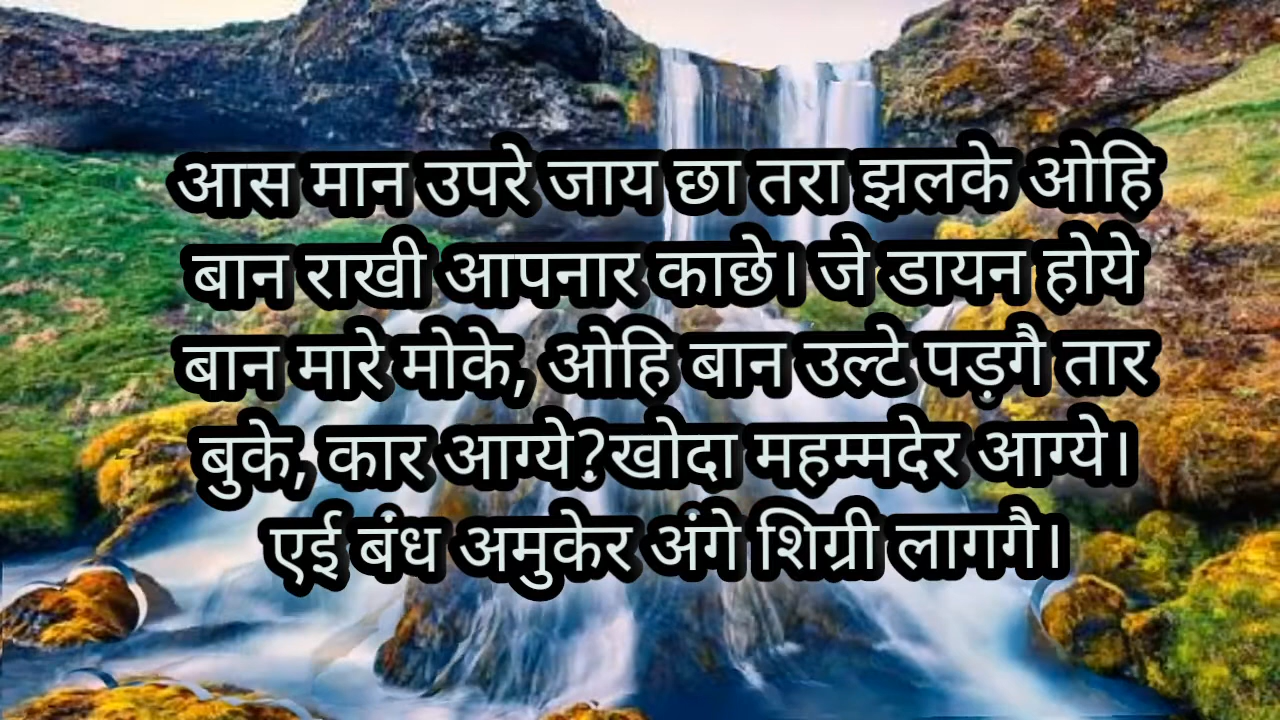 आस मान उपरे जाय छा तरा झलके ओहि
बान राखी आपनार काछे। जे डायन होये
बान मारे मोके, ओहि बान उल्टे पड़गै तार
बुके, कार आग्ये?खोदा महम्मदेर आग्ये।
एई बंध अमुकेर अंगे शिग्री लागगै।